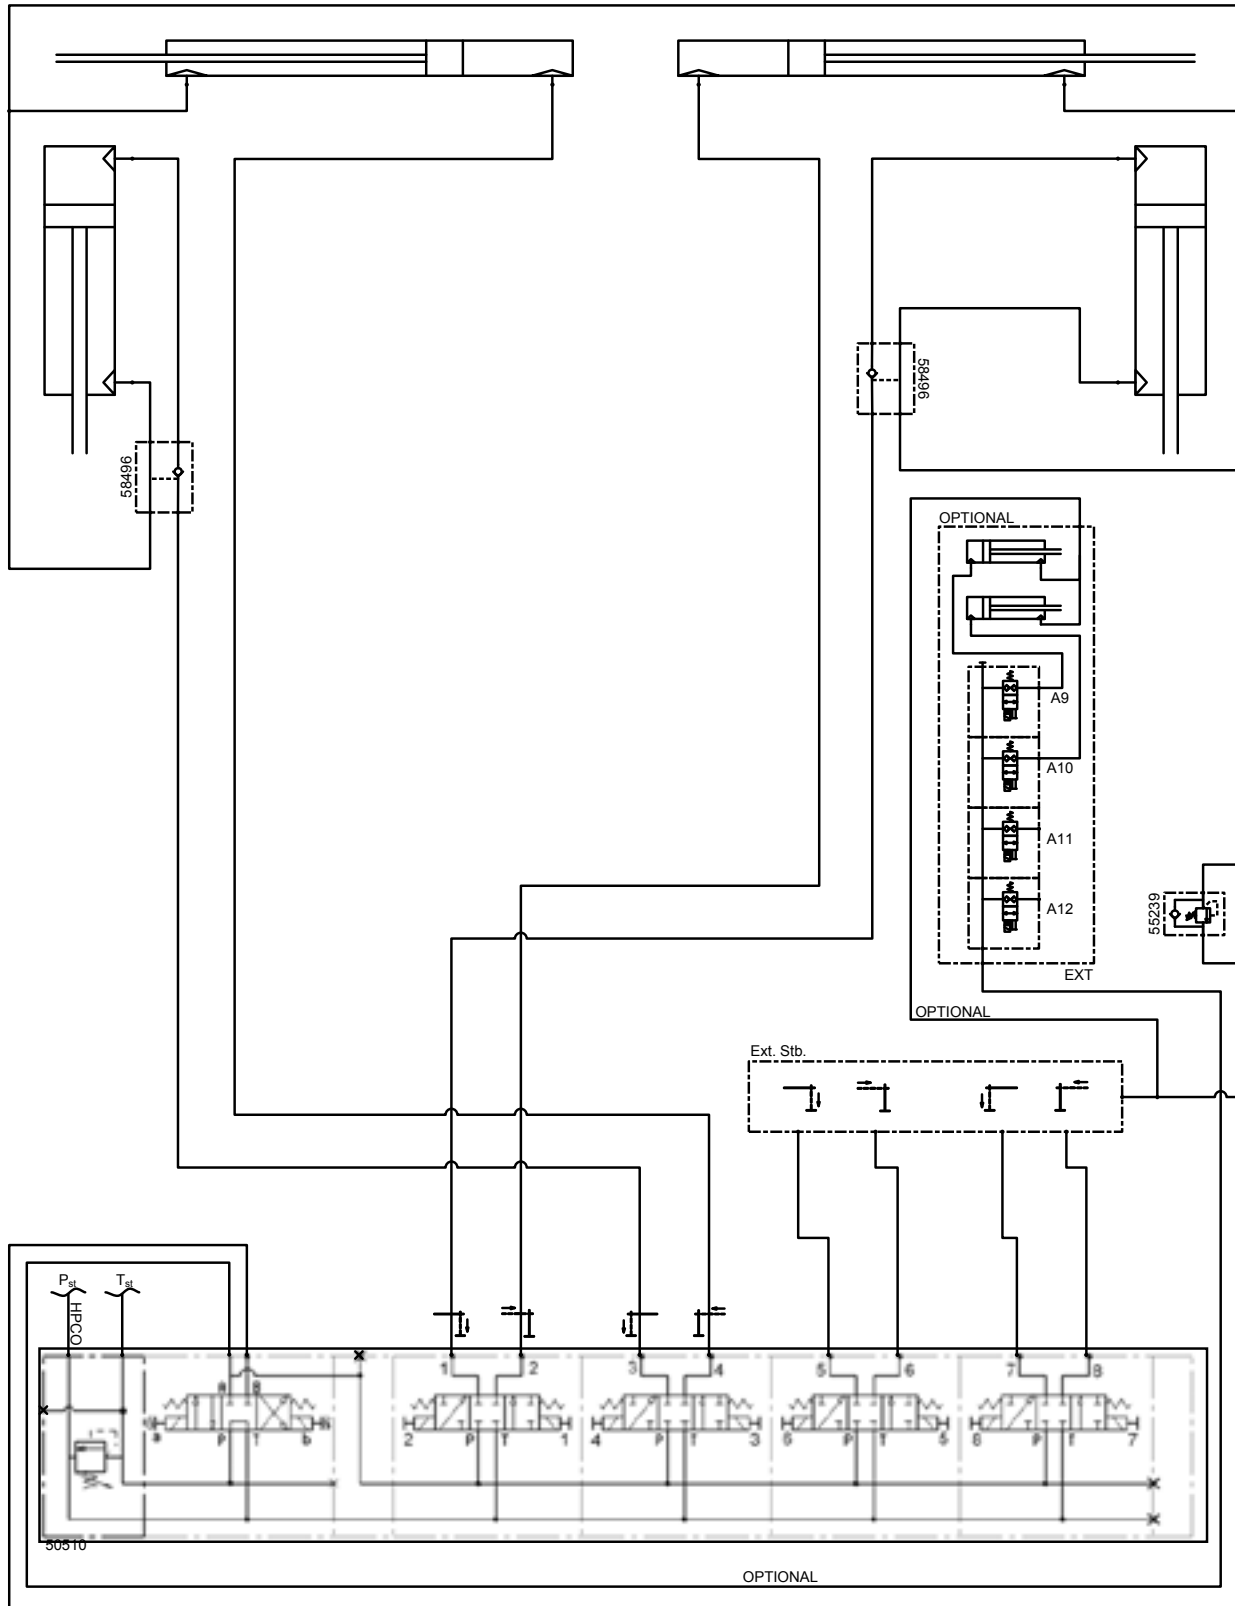 58496
58496
OPTIONAL
A9
A10
A11
A12
55239
EXT
OPTIONAL
Ext. Stb.
Pst Tst
HPCO
1 2 3 4 5 6 7 8
A B
a P T b 2 P T 1 4 P T 3 6 P T 5 8 P T 7
50510
OPTIONAL